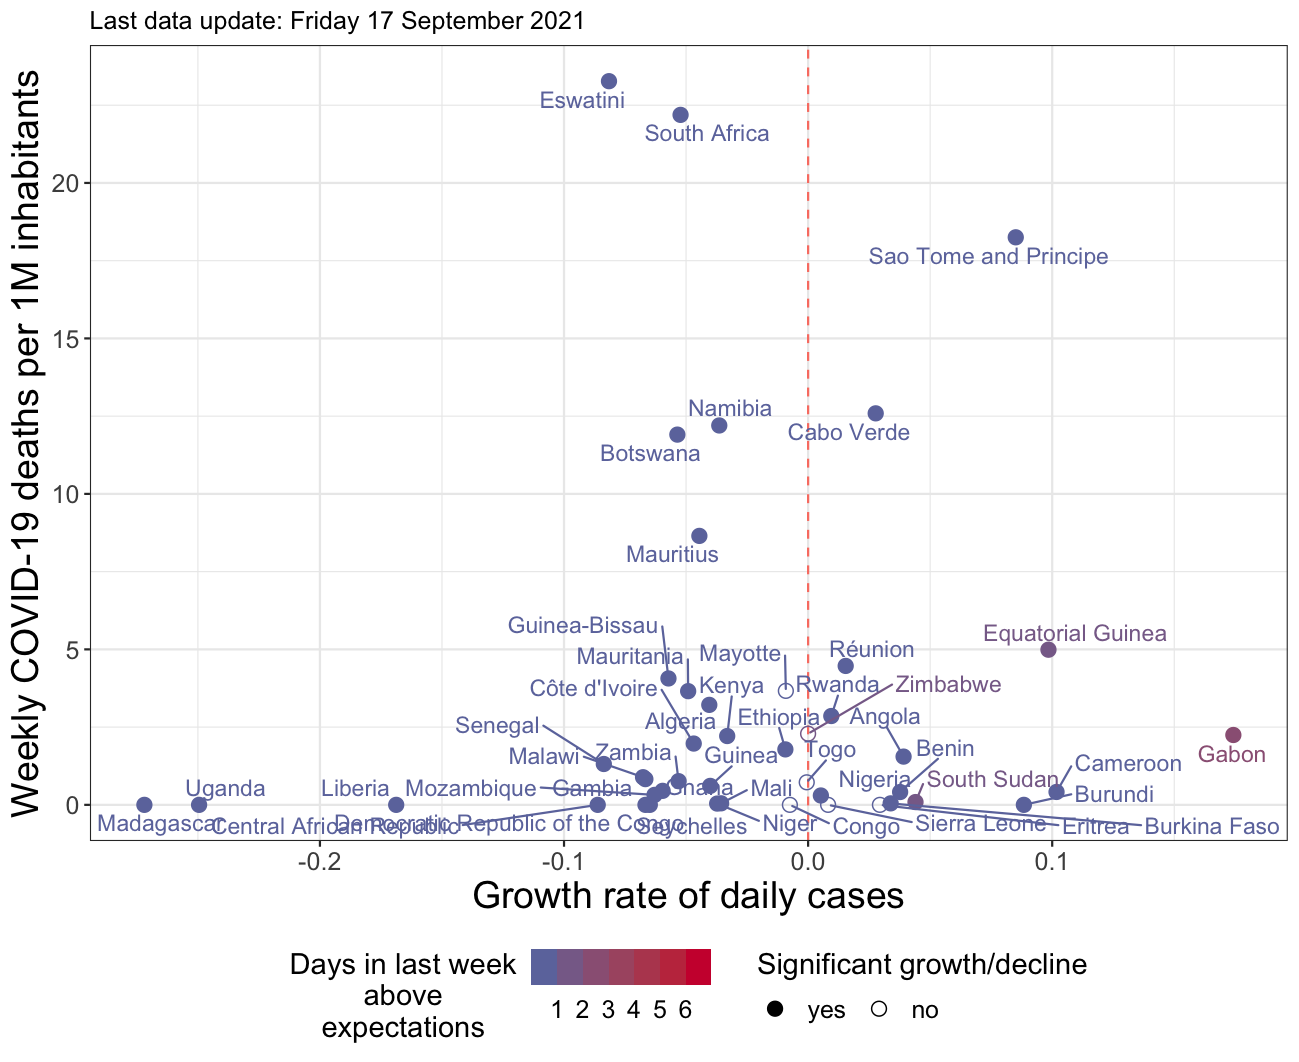 Last data update: Friday 17 September 2021
Weekly COVID-19 deaths per 1M inhabitants
20
15
10
5
0
Eswatini
South Africa
Sao Tome and Principe
Namibia
Cabo Verde
Botswana
Mauritius
Guinea-Bissau
Equatorial Guinea
Mauritania
Mayotte
Réunion
Côte d'Ivoire
Kenya
Rwanda
Zimbabwe
Senegal
Algeria
Ethiopia
Angola
Malawi
Zambia
Guinea
Togo
Benin
Gabon
Cameroon
Uganda
Liberia
Mozambique
Gambia
Ghana
Mali
Nigeria
South Sudan
Burundi
Madagascar
Central African Republic
Democratic Republic of the Congo
Seychelles
Niger
Congo
Sierra Leone
Eritrea
Burkina Faso
-0.2
-0.1
0.0
0.1
Growth rate of daily cases
Days in last week
above
expectations
1 2 3 4 5 6
Significant growth/decline
yes
no